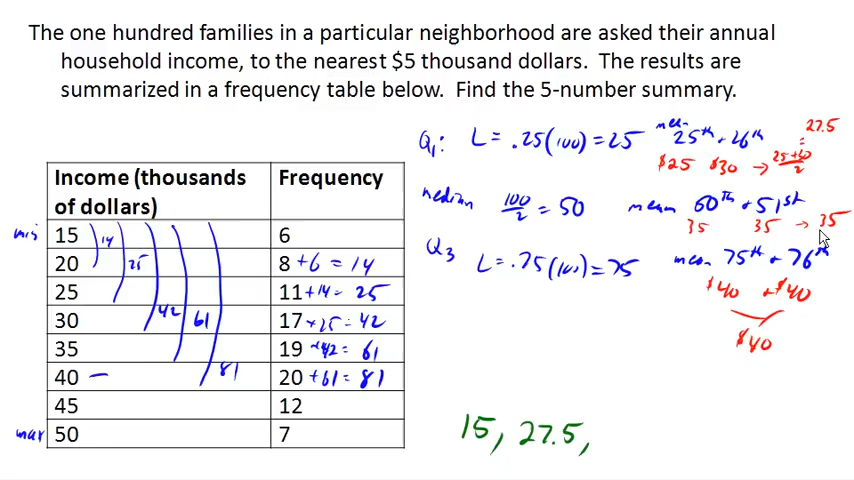 The one hundred families in a particular neighborhood are asked their annual
household income, to the nearest $5 thousand dollars. The results are
summarized in a frequency table below. Find the 5-number summary.
Q1: L = .25(100) = 25 mean 25th + 26th
$25 $30 → 25+30/2 = 27.5
median 100/2 = 50 mean 50th + 51st
35 35 → 35
Q3 L = .75(100) = 75 mean 75th + 76th
$40 + $40
$40
Income (thousands of dollars) Frequency
min 15 6
20 8 +6 = 14
25 11 +14 = 25
30 17 +25 = 42
35 19 +42 = 61
40 – 20 +61 = 81
45 12
max 50 7
14
25
42
61
81
15, 27.5,